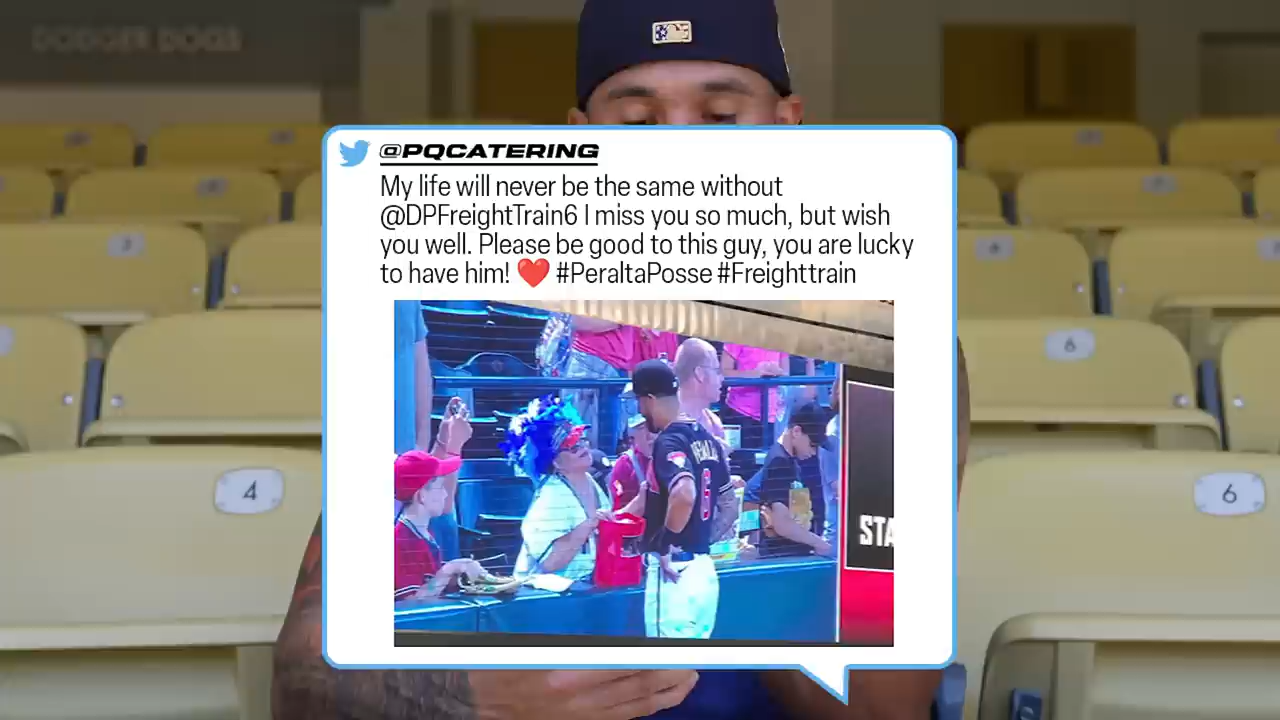 DODGER DOGS
@PQCATERING
My life will never be the same without
@DPFreightTrain6 I miss you so much, but wish
you well. Please be good to this guy, you are lucky
to have him! ❤️ #PeraltaPosse #Freighttrain
3
6
4
6
6
STA